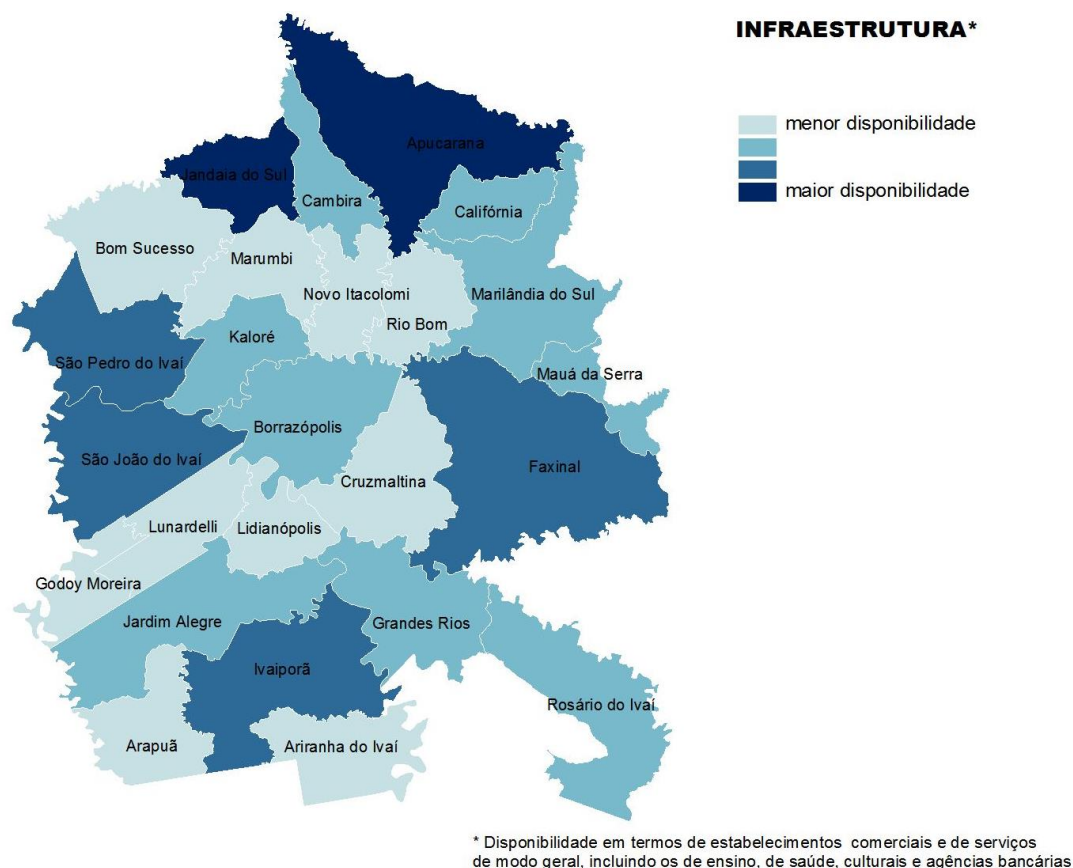 INFRAESTRUTURA*
menor disponibilidade
maior disponibilidade
Apucarana
Jandaia do Sul
Cambira
Califórnia
Bom Sucesso
Marumbi
Novo Itacolomi
Marilândia do Sul
Rio Bom
Kaloré
São Pedro do Ivaí
Mauá da Serra
Borrazópolis
São João do Ivaí
Faxinal
Cruzmaltina
Lunardelli
Lidianópolis
Godoy Moreira
Jardim Alegre
Grandes Rios
Ivaiporã
Rosário do Ivaí
Arapuã
Ariranha do Ivaí
* Disponibilidade em termos de estabelecimentos comerciais e de serviços
de modo geral, incluindo os de ensino, de saúde, culturais e agências bancárias